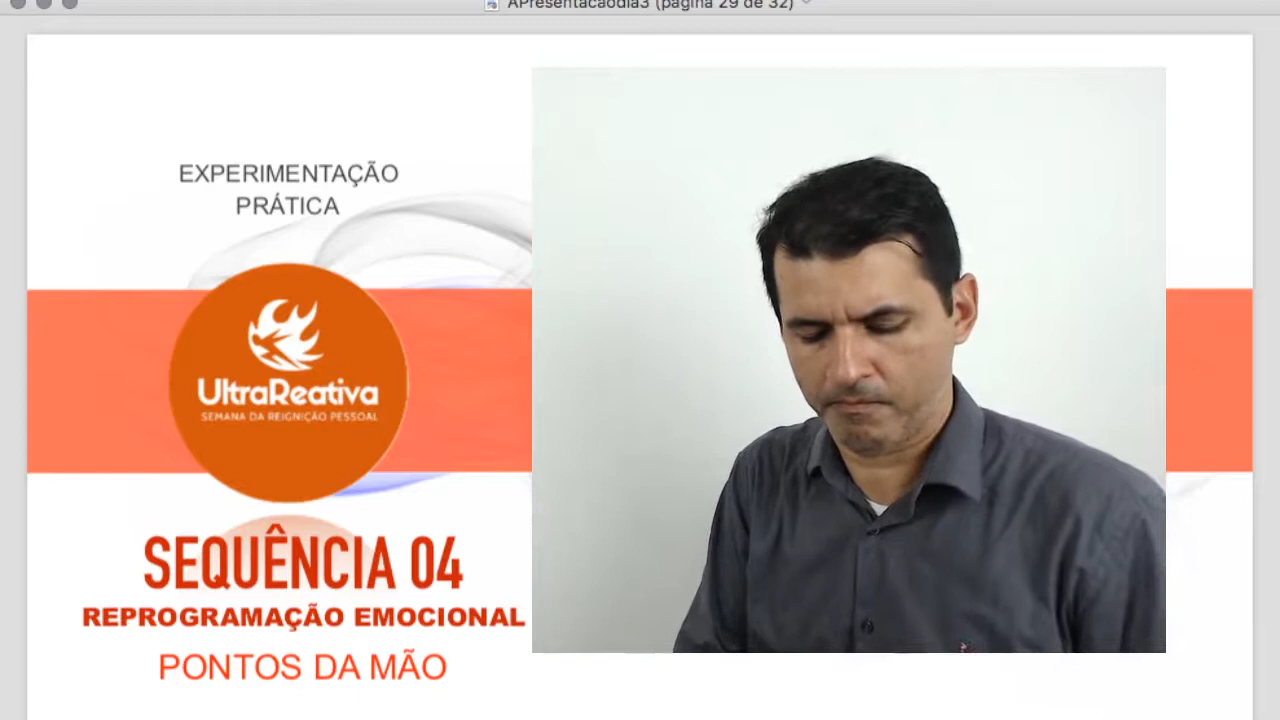 APresentacaodia3 (página 29 de 32)
EXPERIMENTAÇÃO
PRÁTICA
UltraReativa
SEMANA DA REIGNIÇÃO PESSOAL
SEQUÊNCIA 04
REPROGRAMAÇÃO EMOCIONAL
PONTOS DA MÃO